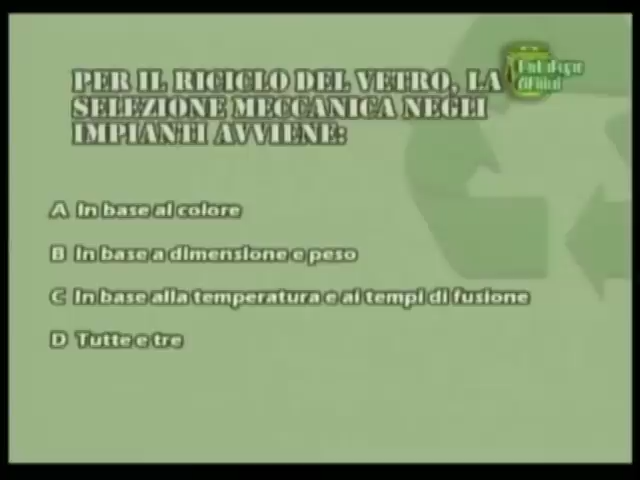 PER IL RICICLO DEL VETRO, LA
SELEZIONE MECCANICA NEGLI
IMPIANTI AVVIENE:
A In base al colore
B In base a dimensione e peso
C In base alla temperatura e ai tempi di fusione
D Tutte e tre